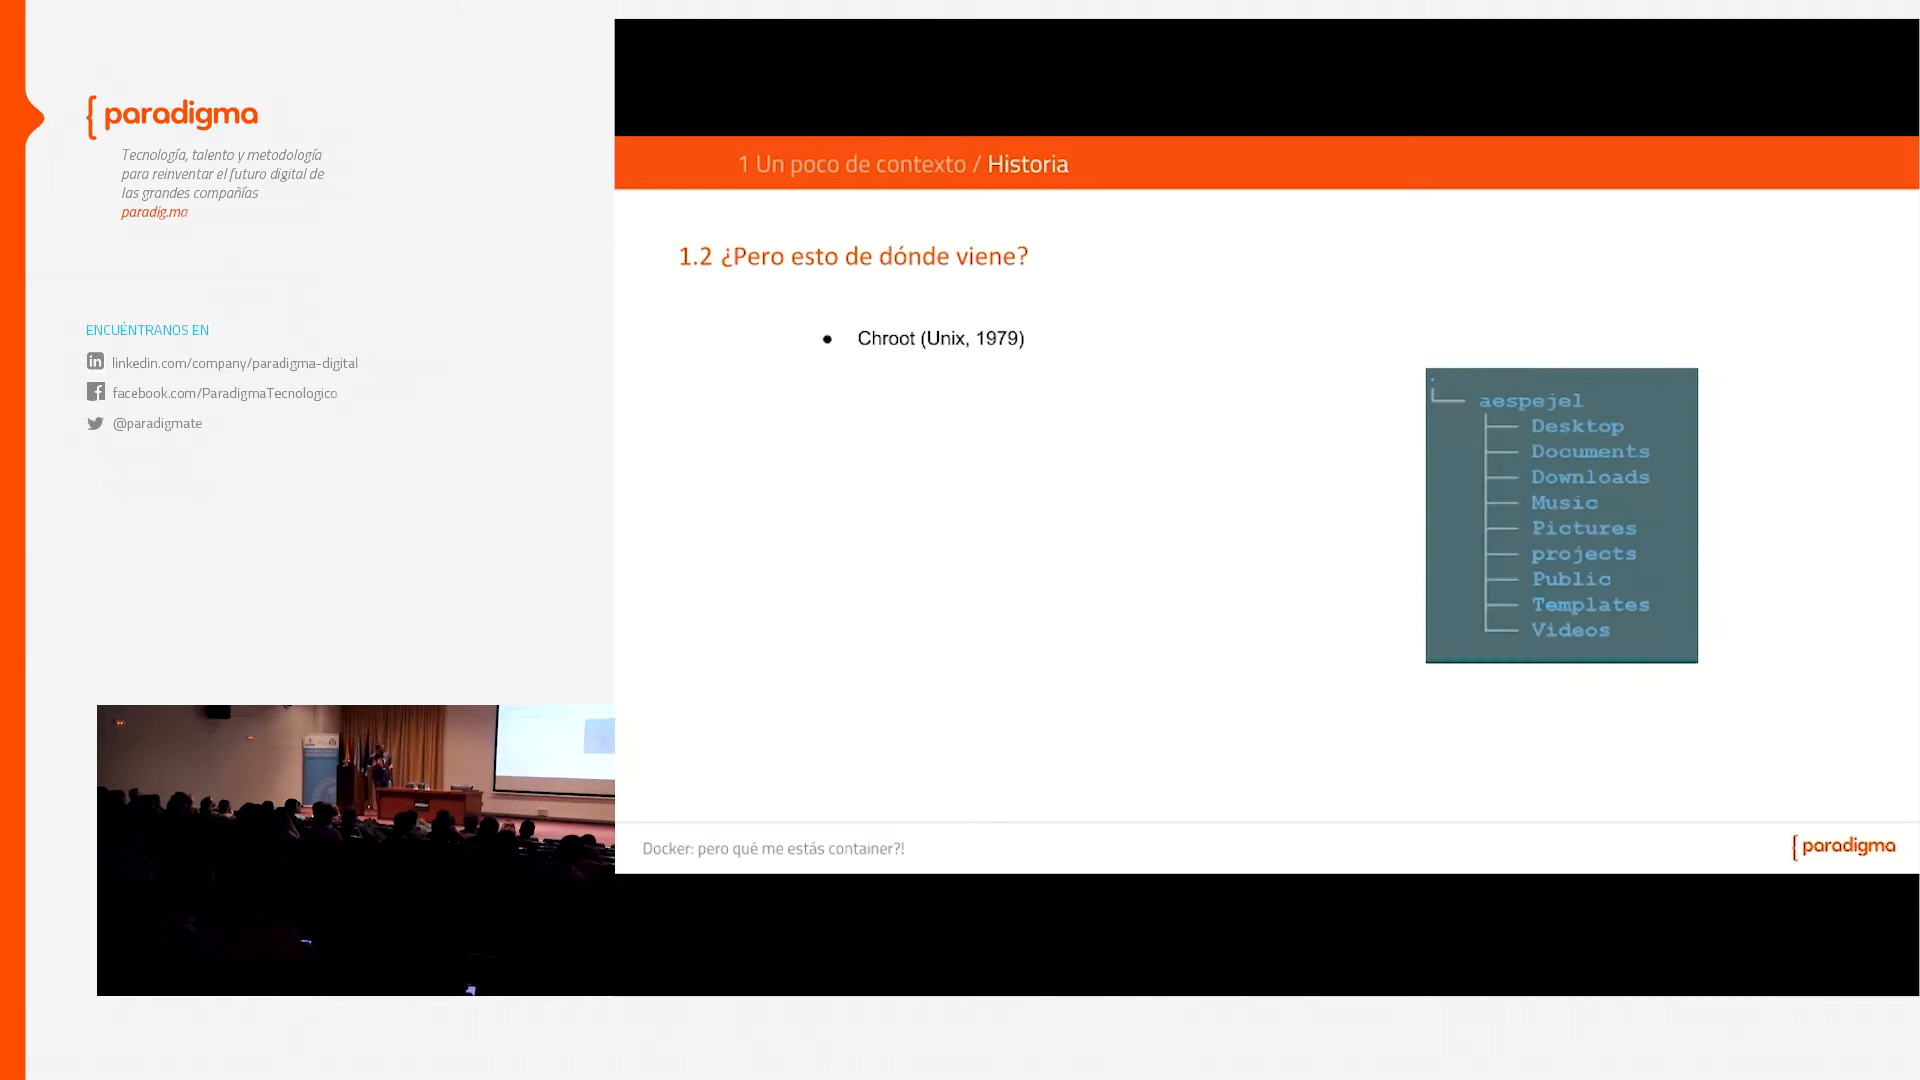 { paradigma
Tecnología, talento y metodología
para reinventar el futuro digital de
las grandes compañías
paradig.ma
ENCUÉNTRANOS EN
linkedin.com/company/paradigma-digital
facebook.com/ParadigmaTecnologico
@paradigmate
1 Un poco de contexto / Historia
1.2 ¿Pero esto de dónde viene?
● Chroot (Unix, 1979)
.
└── aespejel
├── Desktop
├── Documents
├── Downloads
├── Music
├── Pictures
├── projects
├── Public
├── Templates
└── Videos
Docker: pero qué me estás container?!
{ paradigma